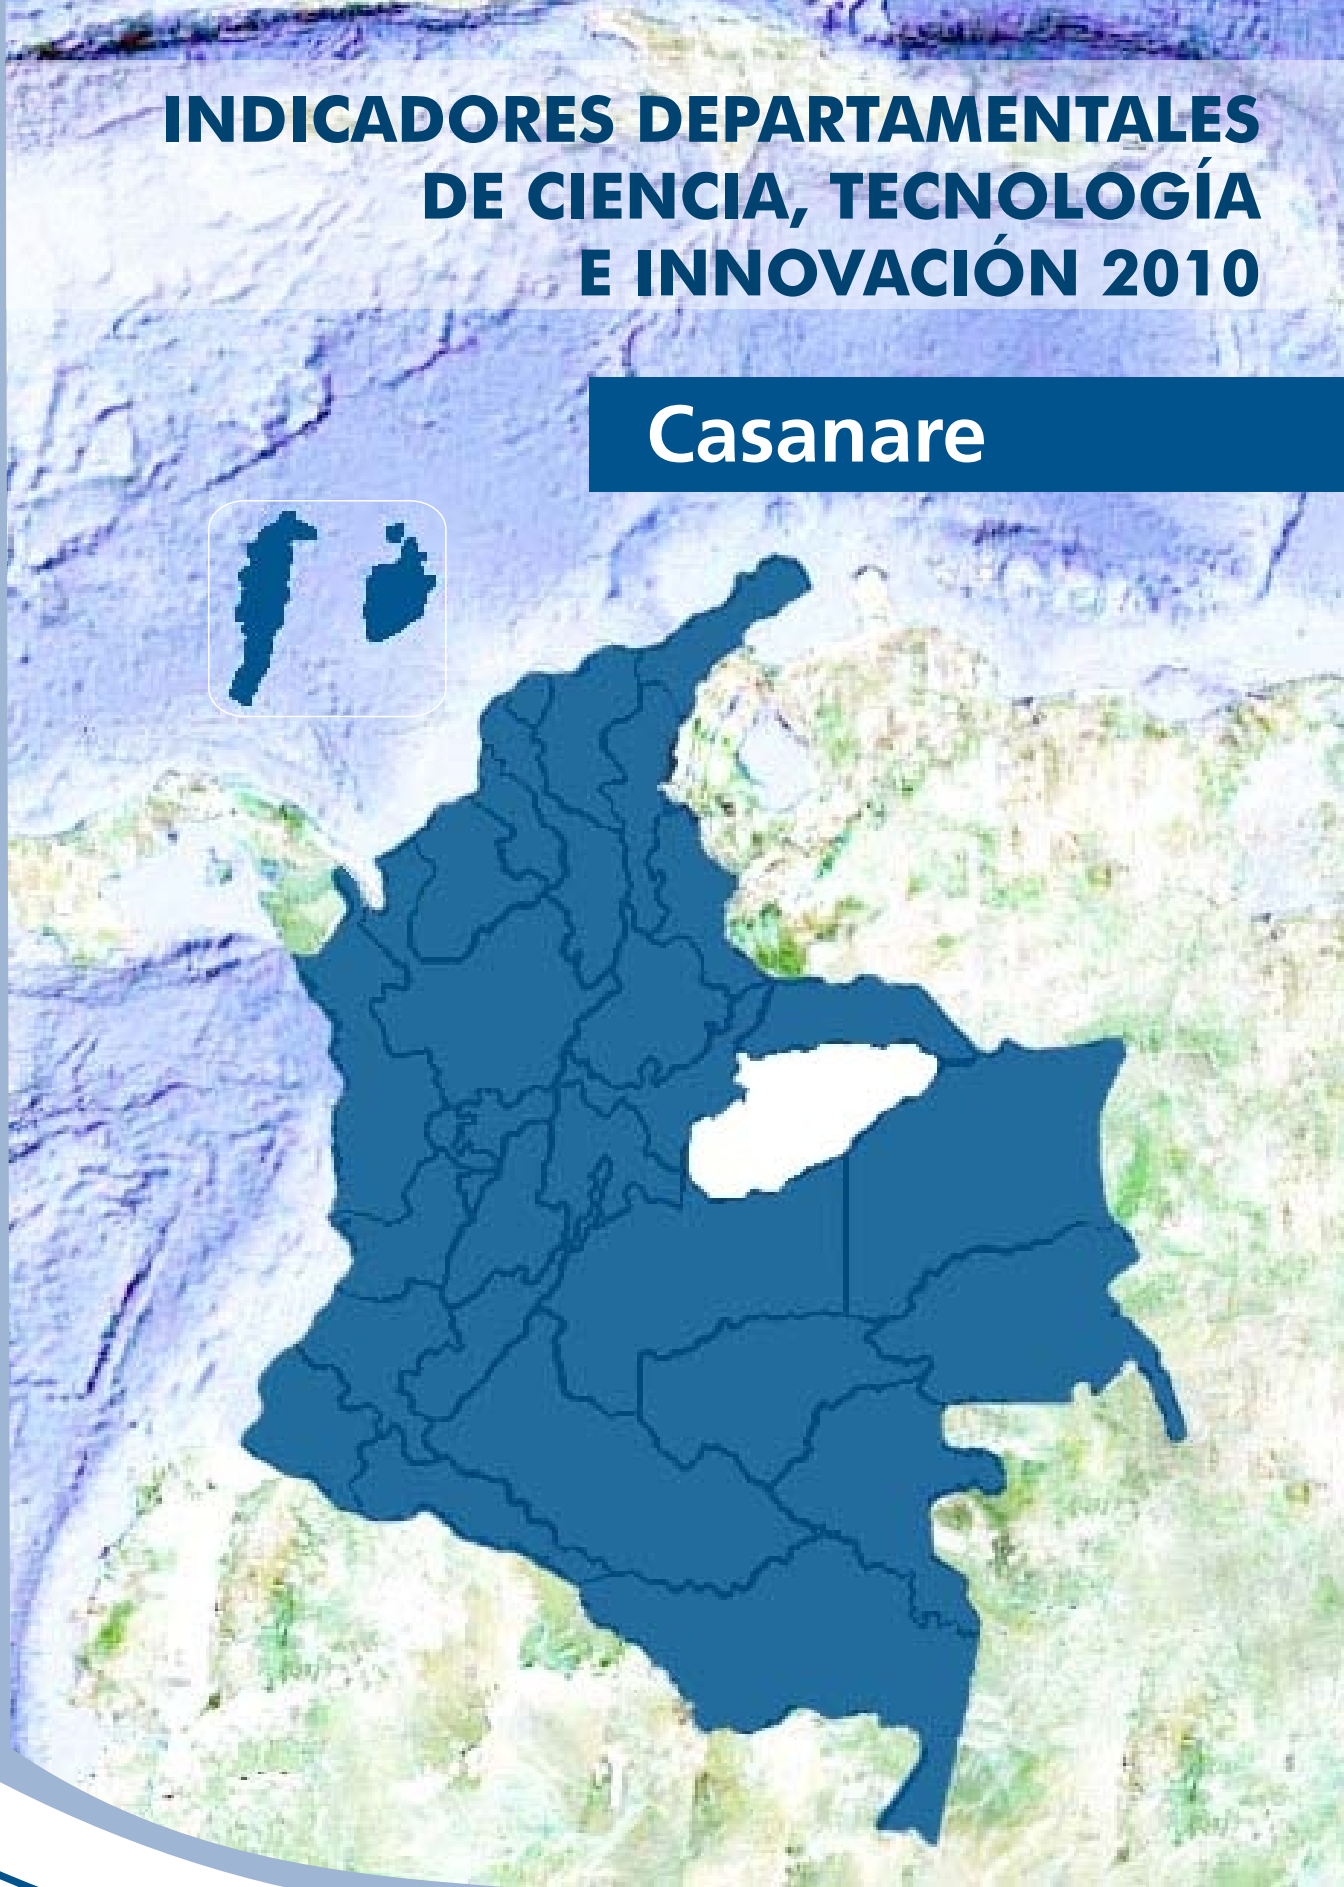 INDICADORES DEPARTAMENTALES
DE CIENCIA, TECNOLOGÍA
E INNOVACIÓN 2010
Casanare